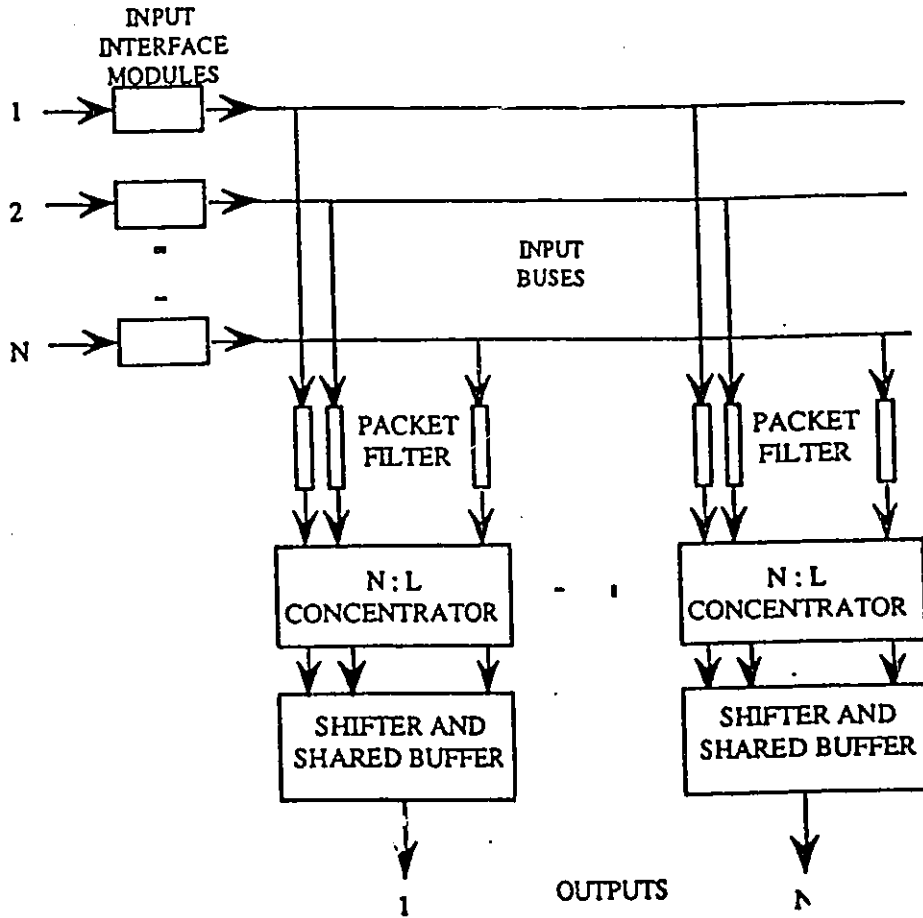 INPUT
INTERFACE
MODULES
1
2
N
INPUT
BUSES
PACKET
FILTER
PACKET
FILTER
N : L
CONCENTRATOR
N : L
CONCENTRATOR
SHIFTER AND
SHARED BUFFER
SHIFTER AND
SHARED BUFFER
1
OUTPUTS
N